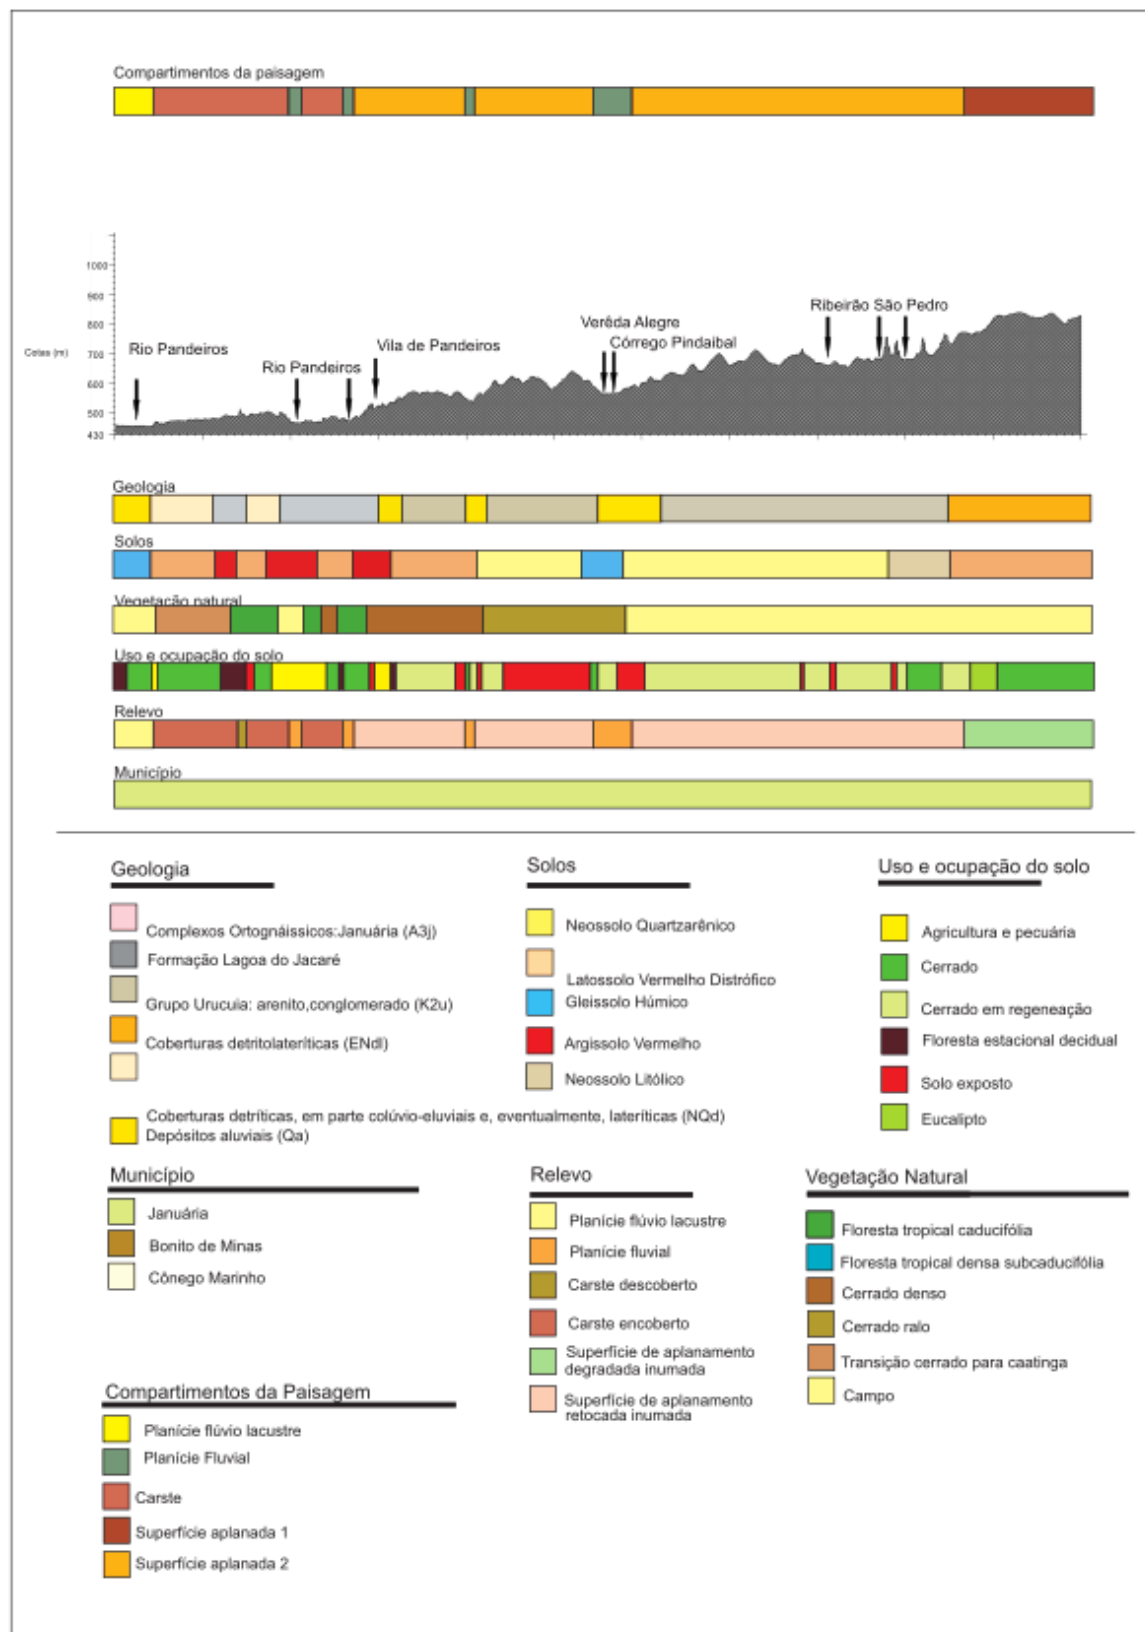 Compartimentos da paisagem
1000
900
800
700
600
500
430
Cotas (m)
Rio Pandeiros
Rio Pandeiros
Vila de Pandeiros
Verêda Alegre
Córrego Pindaibal
Ribeirão São Pedro
Geologia
Solos
Vegetação natural
Uso e ocupação do solo
Relevo
Município
Geologia
Complexos Ortognáissicos:Januária (A3j)
Formação Lagoa do Jacaré
Grupo Urucuia: arenito,conglomerado (K2u)
Coberturas detritolateríticas (ENdl)
Coberturas detríticas, em parte colúvio-eluviais e, eventualmente, lateríticas (NQd)
Depósitos aluviais (Qa)
Solos
Neossolo Quartzarênico
Latossolo Vermelho Distrófico
Gleissolo Húmico
Argissolo Vermelho
Neossolo Litólico
Uso e ocupação do solo
Agricultura e pecuária
Cerrado
Cerrado em regeneação
Floresta estacional decidual
Solo exposto
Eucalipto
Município
Januária
Bonito de Minas
Cônego Marinho
Relevo
Planície flúvio lacustre
Planície fluvial
Carste descoberto
Carste encoberto
Superfície de aplanamento
degradada inumada
Superfície de aplanamento
retocada inumada
Vegetação Natural
Floresta tropical caducifólia
Floresta tropical densa subcaducifólia
Cerrado denso
Cerrado ralo
Transição cerrado para caatinga
Campo
Compartimentos da Paisagem
Planície flúvio lacustre
Planície Fluvial
Carste
Superfície aplanada 1
Superfície aplanada 2